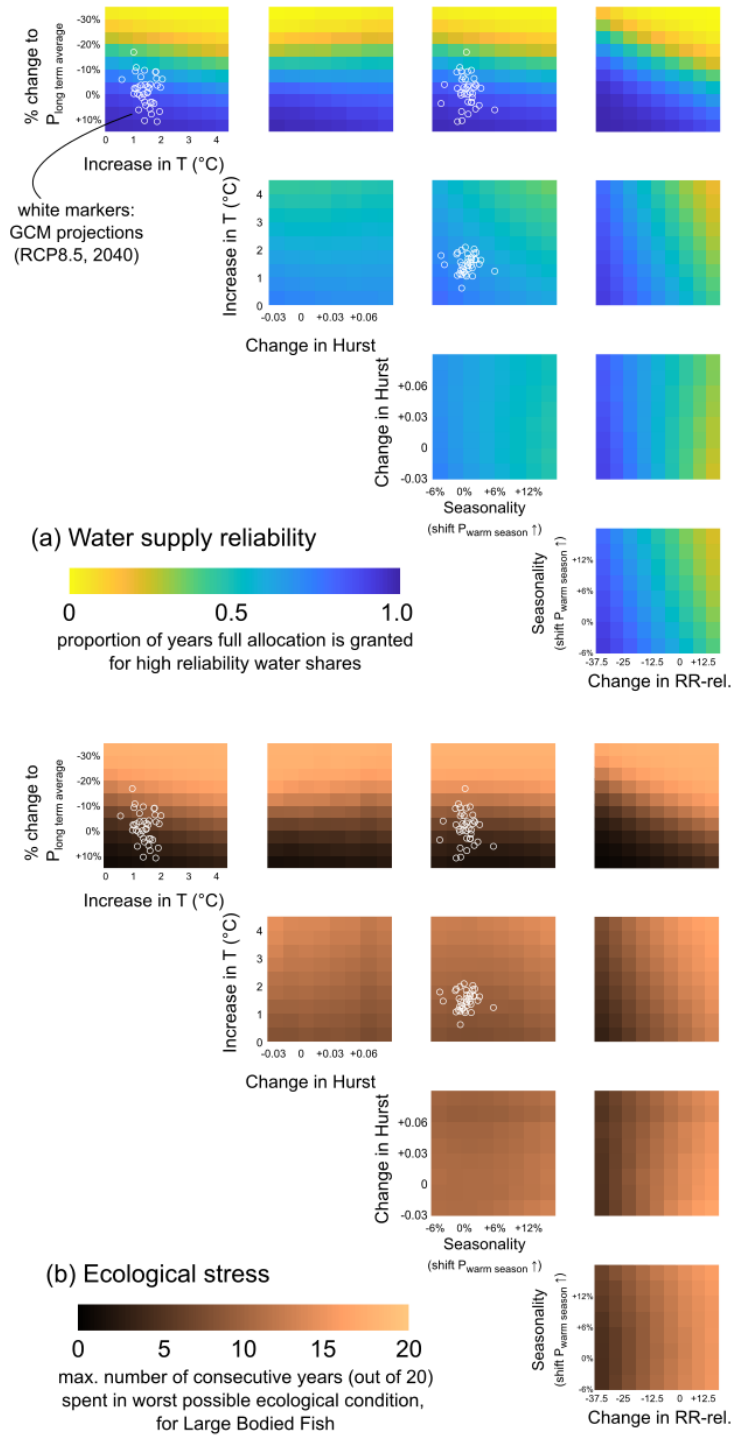 -30%
-20%
-10%
0%
+10%
% change to
P long term average
0 1 2 3 4
Increase in T (°C)
white markers:
GCM projections
(RCP8.5, 2040)
4
3
2
1
0
Increase in T (°C)
-0.03 0 +0.03 +0.06
Change in Hurst
+0.06
+0.03
0
-0.03
Change in Hurst
-6% 0% +6% +12%
Seasonality
(shift P warm season ↑)
(a) Water supply reliability
0 0.5 1.0
proportion of years full allocation is granted
for high reliability water shares
+12%
+6%
0%
-6%
Seasonality
(shift P warm season ↑)
-37.5 -25 -12.5 0 +12.5
Change in RR-rel.
-30%
-20%
-10%
0%
+10%
% change to
P long term average
0 1 2 3 4
Increase in T (°C)
4
3
2
1
0
Increase in T (°C)
-0.03 0 +0.03 +0.06
Change in Hurst
+0.06
+0.03
0
-0.03
Change in Hurst
-6% 0% +6% +12%
Seasonality
(shift P warm season ↑)
(b) Ecological stress
0 5 10 15 20
max. number of consecutive years (out of 20)
spent in worst possible ecological condition,
for Large Bodied Fish
+12%
+6%
0%
-6%
Seasonality
(shift P warm season ↑)
-37.5 -25 -12.5 0 +12.5
Change in RR-rel.